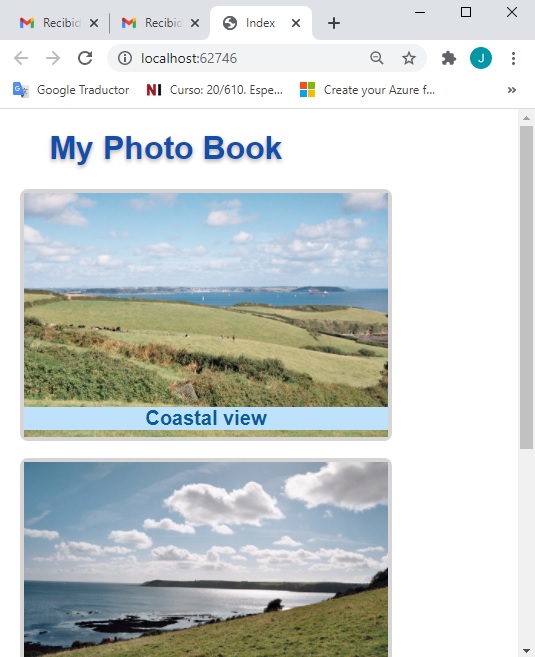 Recibid
Recibid
Index
localhost:62746
J
Google Traductor
NI Curso: 20/610. Espe...
Create your Azure f...
»
My Photo Book
Coastal view